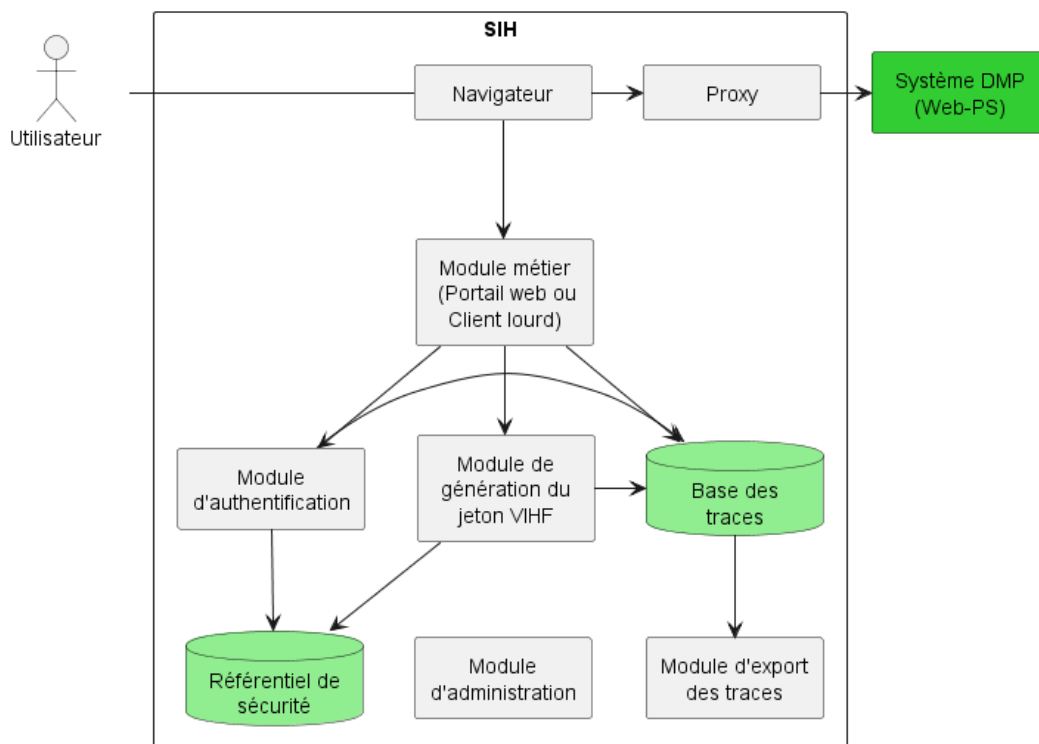 SIH
Navigateur
Proxy
Système DMP
(Web-PS)
Utilisateur
Module métier
(Portail web ou
Client lourd)
Module
d'authentification
Module de
génération du
jeton VIHF
Base des
traces
Référentiel de
sécurité
Module
d'administration
Module d'export
des traces